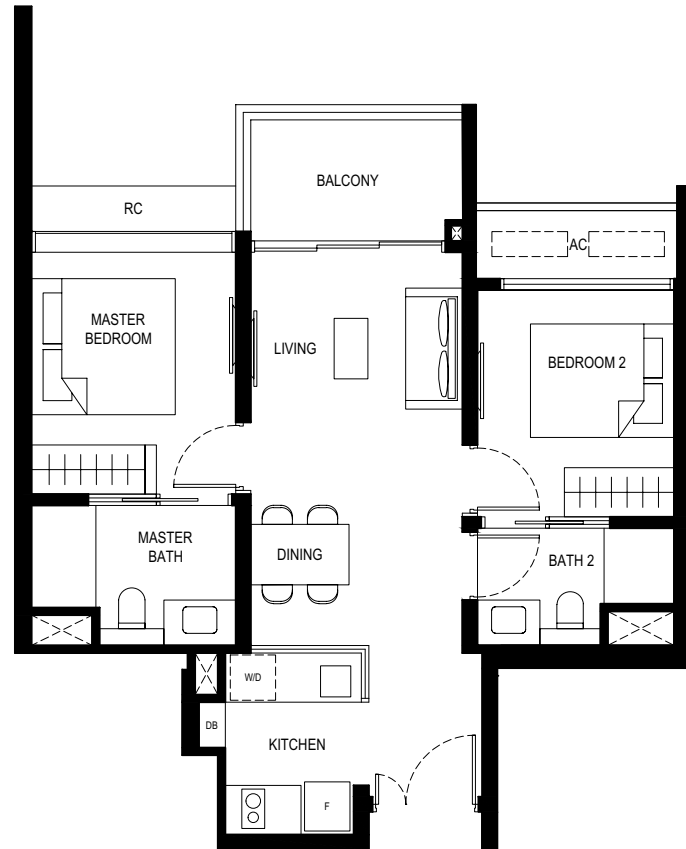 BALCONY
RC
AC
MASTER
BEDROOM
LIVING
BEDROOM 2
MASTER
BATH
DINING
BATH 2
W/D
DB
KITCHEN
F